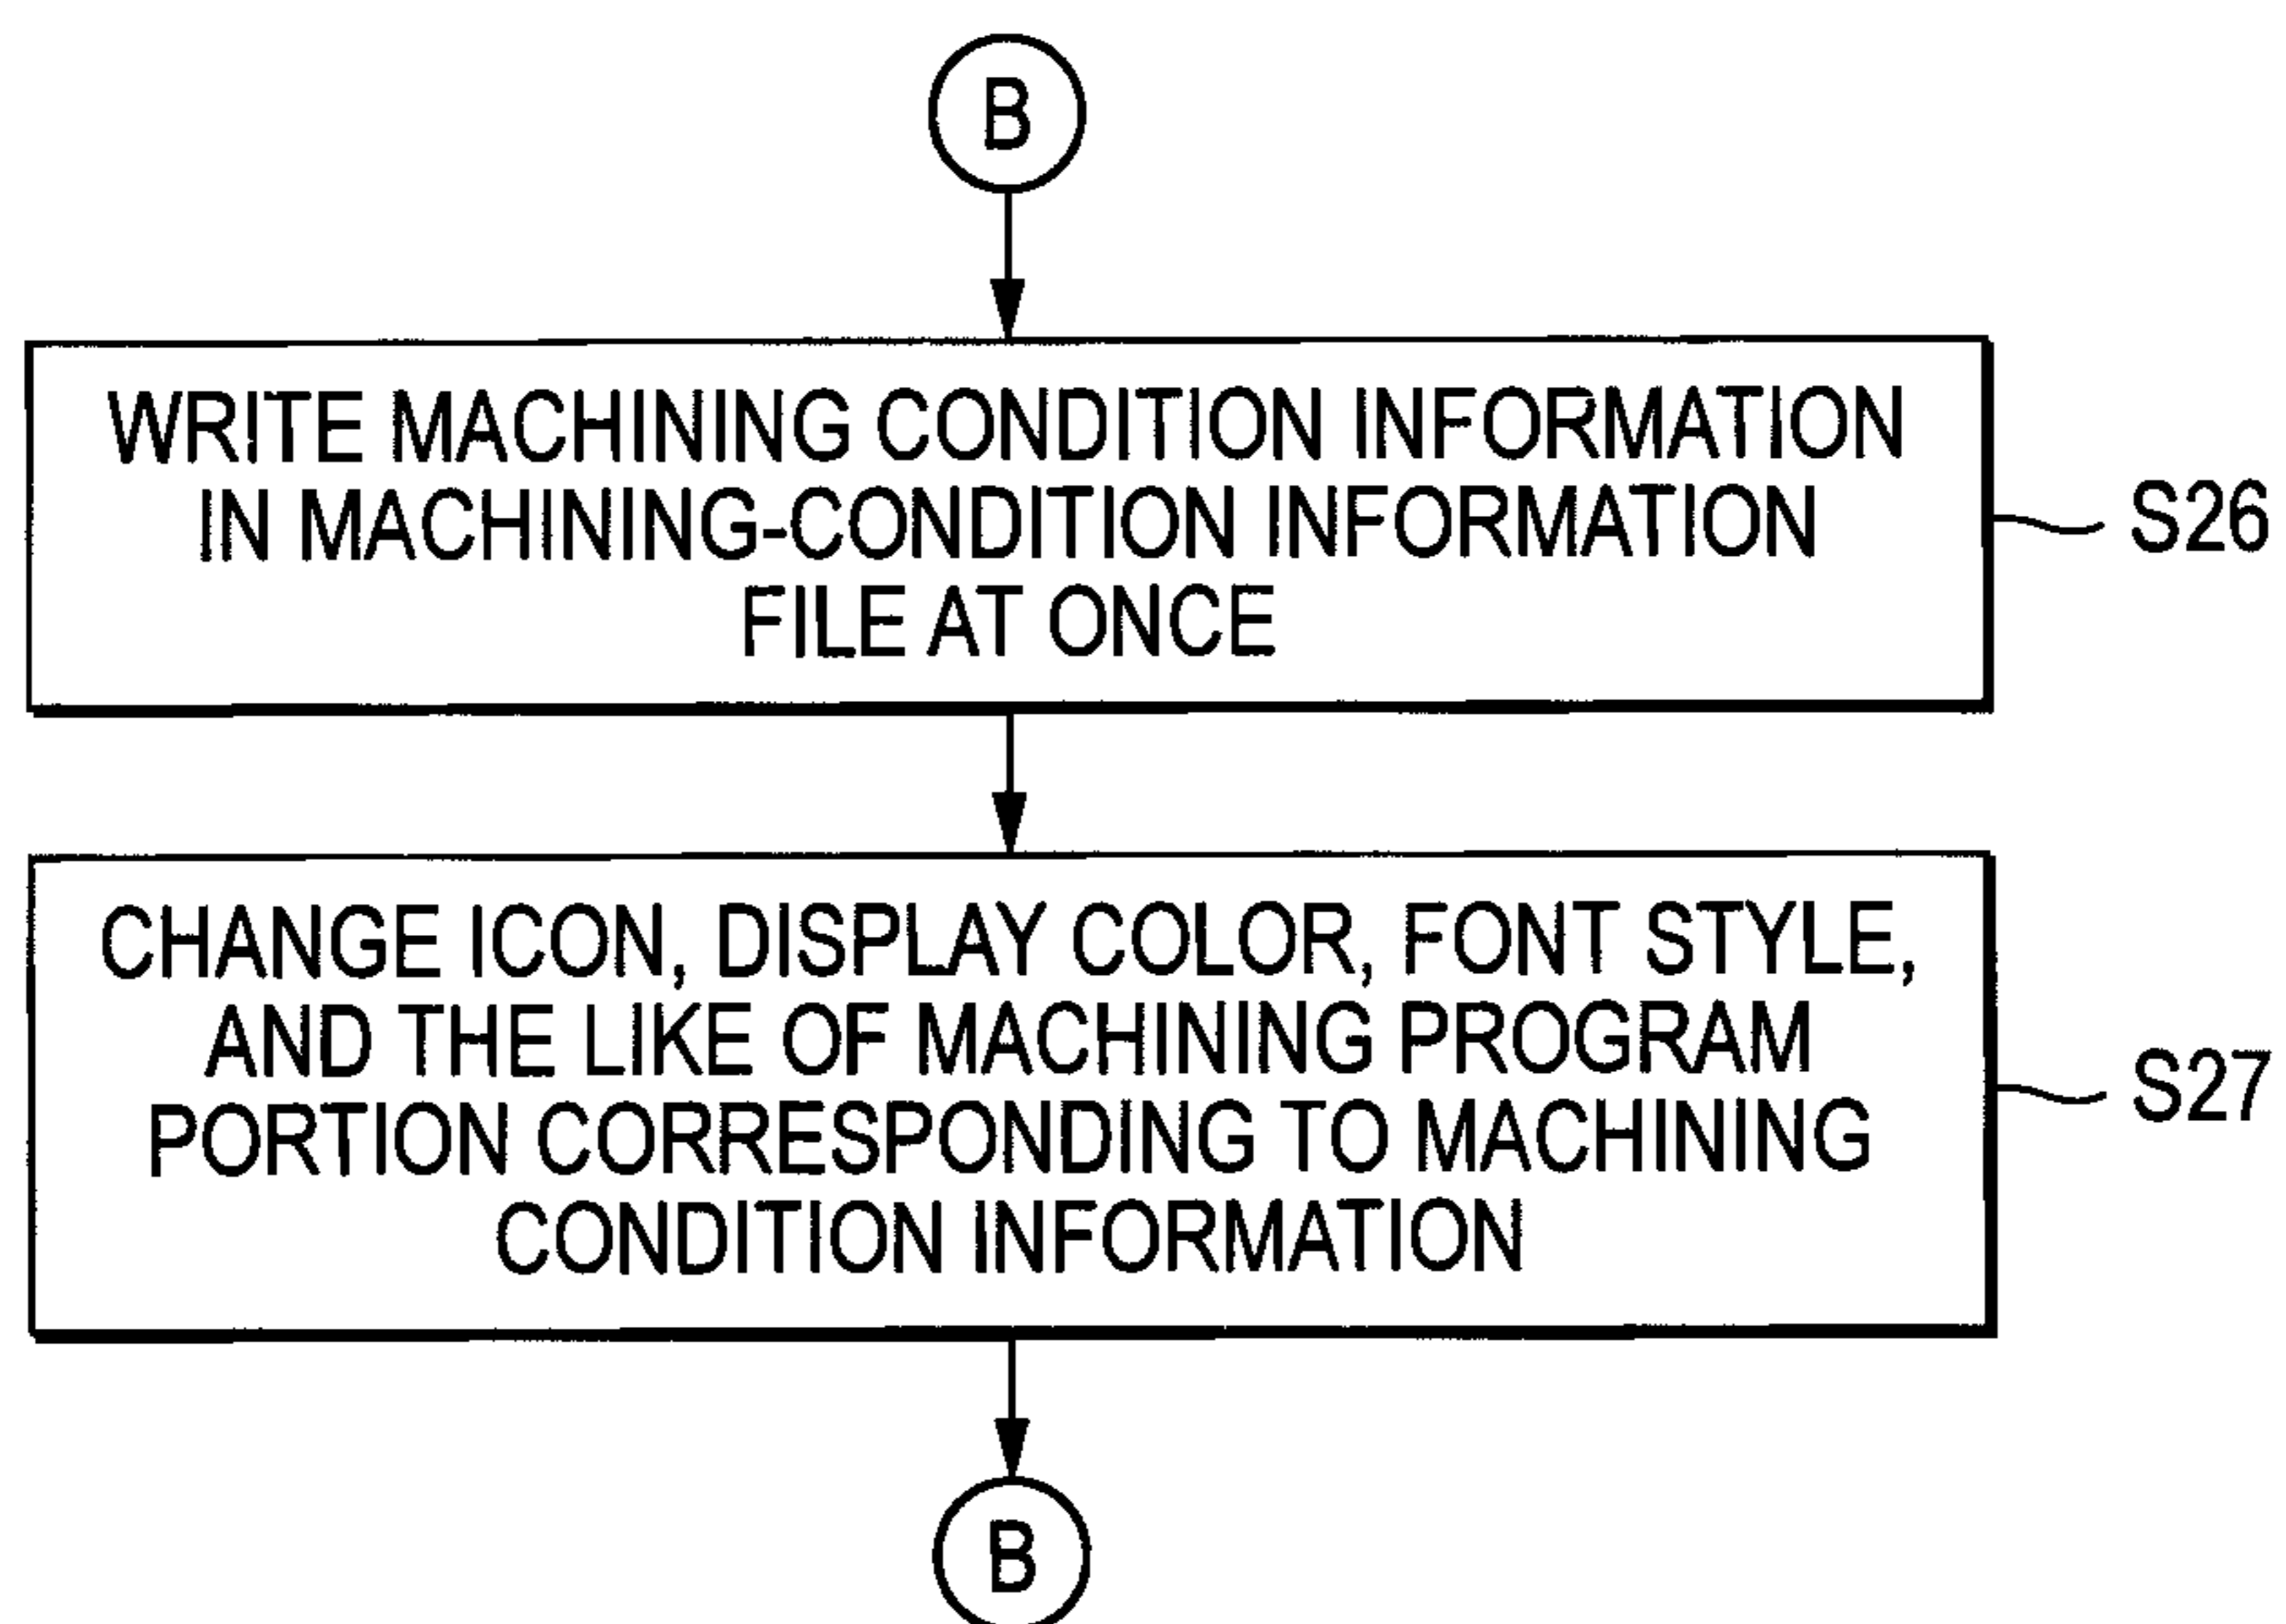 B
WRITE MACHINING CONDITION INFORMATION
IN MACHINING-CONDITION INFORMATION
FILE AT ONCE
S26
CHANGE ICON, DISPLAY COLOR, FONT STYLE,
AND THE LIKE OF MACHINING PROGRAM
PORTION CORRESPONDING TO MACHINING
CONDITION INFORMATION
S27
B